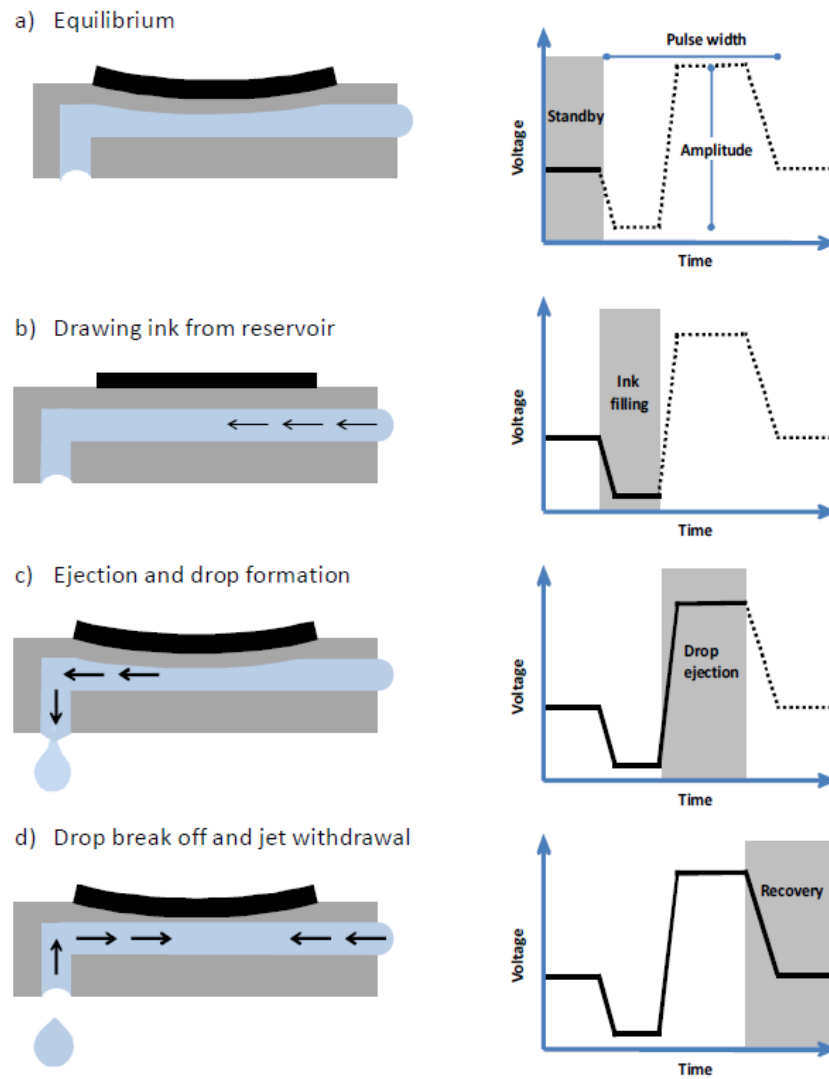 a) Equilibrium
Pulse width
Standby
Amplitude
Voltage
Time
b) Drawing ink from reservoir
Ink
filling
Voltage
Time
c) Ejection and drop formation
Drop
ejection
Voltage
Time
d) Drop break off and jet withdrawal
Recovery
Voltage
Time